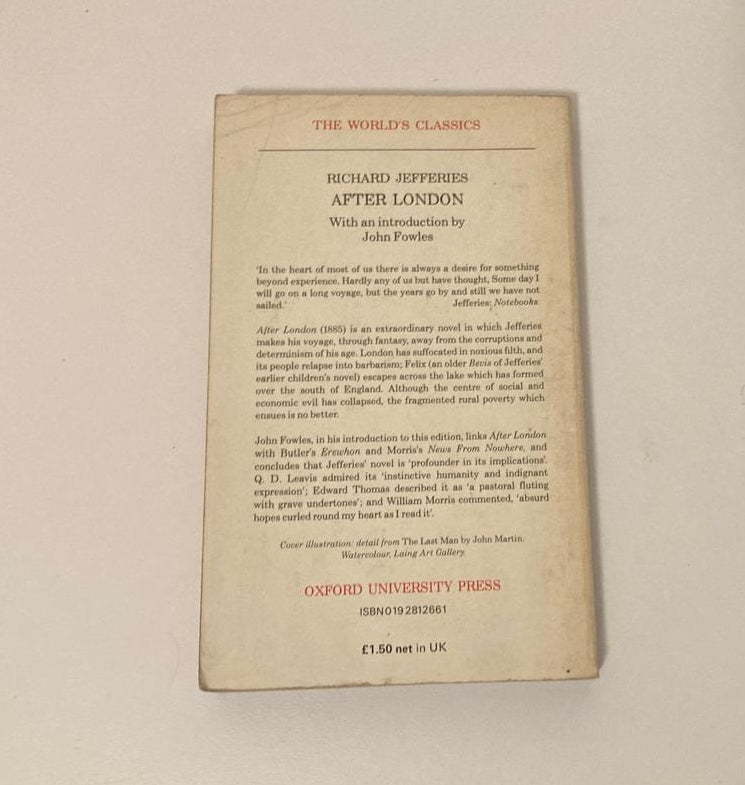 THE WORLD'S CLASSICS
RICHARD JEFFERIES
AFTER LONDON
With an introduction by
John Fowles
'In the heart of most of us there is always a desire for something
beyond experience. Hardly any of us but have thought, Some day I
will go on a long voyage, but the years go by and still we have not
sailed.' Jefferies: Notebooks.
After London (1885) is an extraordinary novel in which Jefferies
makes his voyage, through fantasy, away from the corruptions and
determinism of his age. London has suffocated in noxious filth, and
its people relapse into barbarism; Felix (an older Bevis of Jefferies'
earlier children's novel) escapes across the lake which has formed
over the south of England. Although the centre of social and
economic evil has collapsed, the fragmented rural poverty which
ensues is no better.
John Fowles, in his introduction to this edition, links After London
with Butler's Erewhon and Morris's News From Nowhere, and
concludes that Jefferies' novel is 'profounder in its implications'.
Q. D. Leavis admired its 'instinctive humanity and indignant
expression'; Edward Thomas described it as 'a pastoral fluting
with grave undertones'; and William Morris commented, 'absurd
hopes curled round my heart as I read it'.
Cover illustration: detail from The Last Man by John Martin.
Watercolour, Laing Art Gallery.
OXFORD UNIVERSITY PRESS
ISBN 0 19 281266 1
£1.50 net in UK